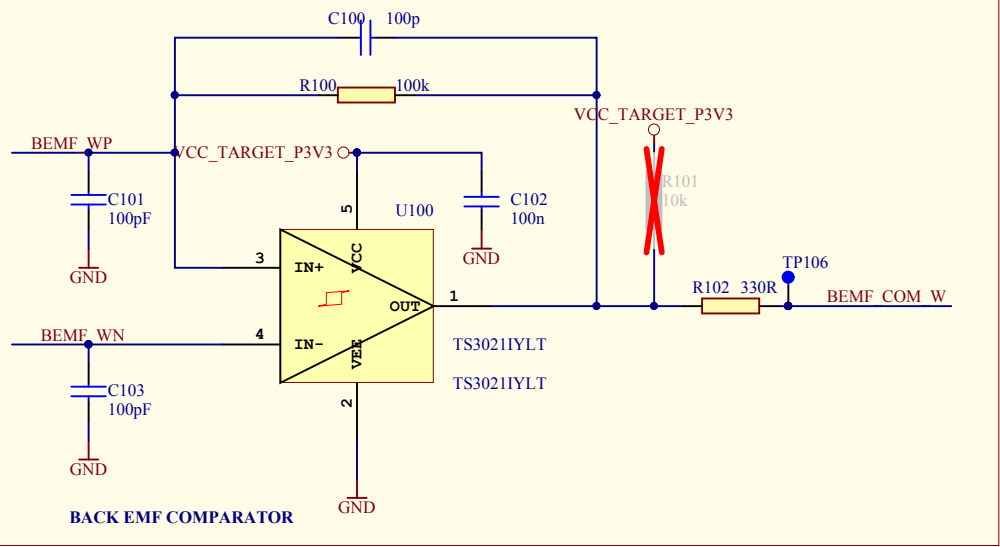 C100 100p
R100 100k
VCC_TARGET_P3V3
BEMF_WP
VCC_TARGET_P3V3
R101
10k
C101
100pF
5
U100
C102
100n
GND
GND
3
IN+
VCC
TP106
R102 330R
BEMF_COM_W
1
OUT
BEMF_WN
4
IN-
VEE
TS3021IYLT
TS3021IYLT
C103
100pF
2
GND
GND
BACK EMF COMPARATOR